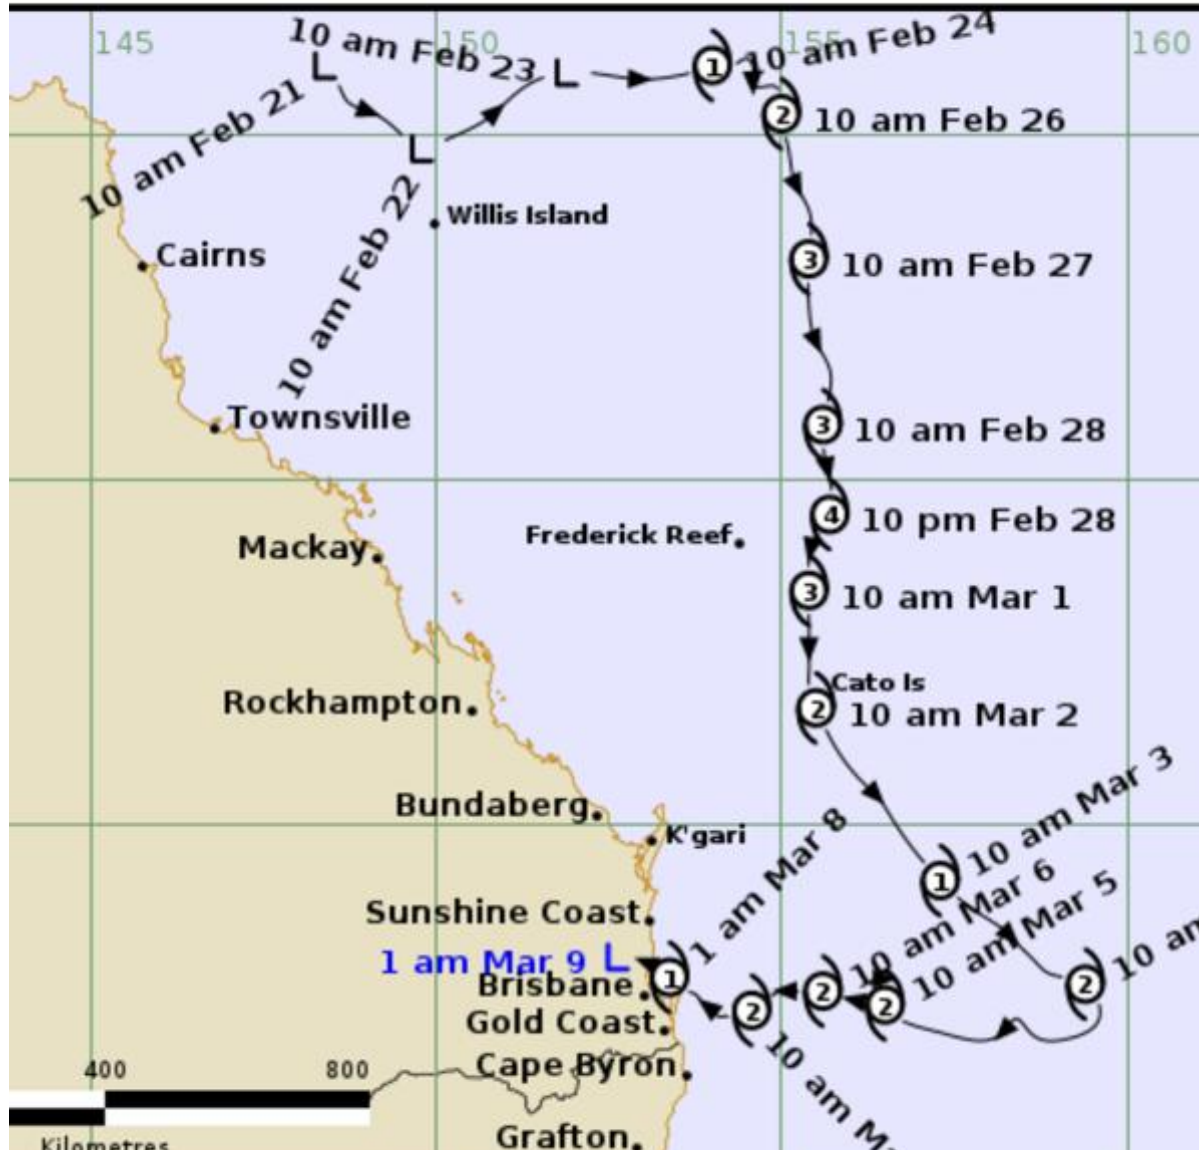 145
150
155
160
10 am Feb 23
10 am Feb 24
10 am Feb 21
10 am Feb 26
10 am Feb 22
Willis Island
Cairns
10 am Feb 27
Townsville
10 am Feb 28
10 pm Feb 28
Frederick Reef
Mackay
10 am Mar 1
Cato Is
10 am Mar 2
Rockhampton
Bundaberg
K'gari
1 am Mar 8
10 am Mar 3
10 am Mar 6
10 am Mar 5
10 am
Sunshine Coast
1 am Mar 9 L
Brisbane
Gold Coast
10 am
Cape Byron
400
800
Kilometres
Grafton
L
L
L
1
2
3
3
4
3
2
1
2
2
2
2
1